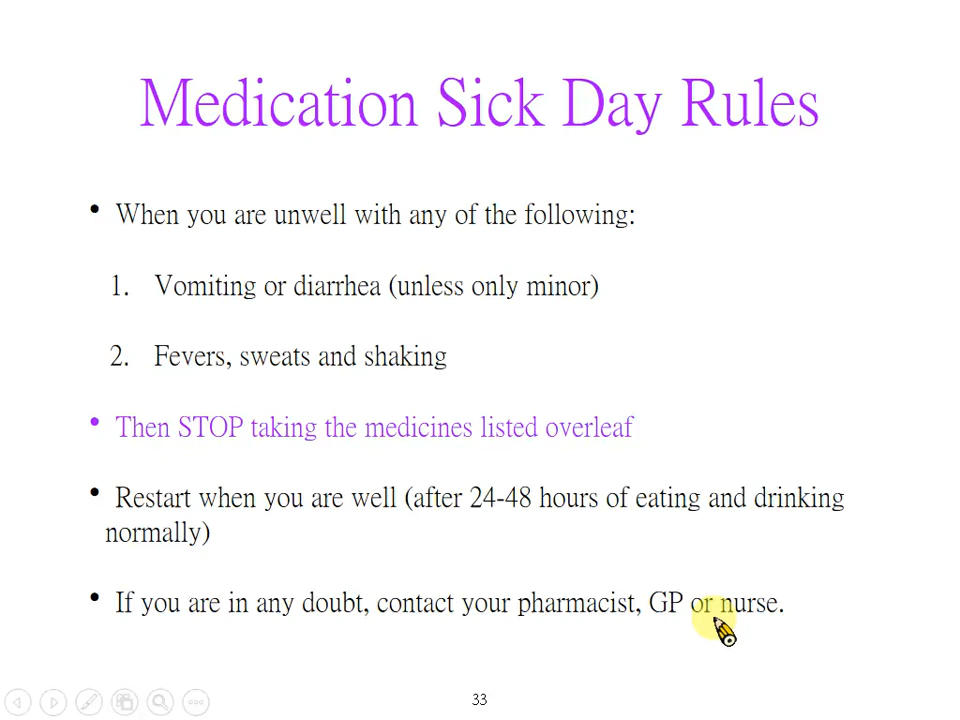 Medication Sick Day Rules
• When you are unwell with any of the following:
1. Vomiting or diarrhea (unless only minor)
2. Fevers, sweats and shaking
• Then STOP taking the medicines listed overleaf
• Restart when you are well (after 24-48 hours of eating and drinking
normally)
• If you are in any doubt, contact your pharmacist, GP or nurse.
33